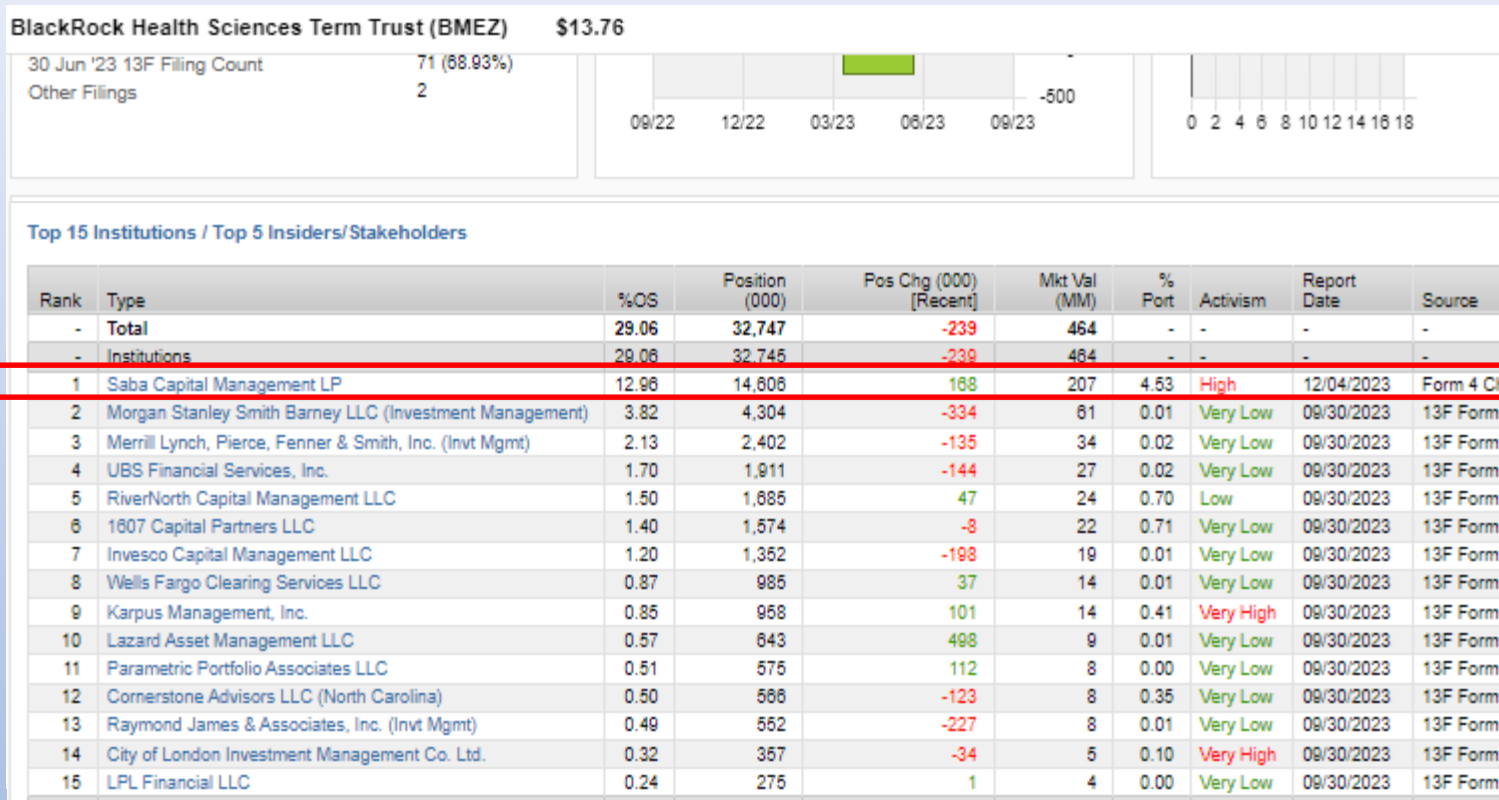 BlackRock Health Sciences Term Trust (BMEZ) $13.76
30 Jun '23 13F Filing Count 71 (68.93%)
Other Filings 2
-500
09/22 12/22 03/23 06/23 09/23
0 2 4 6 8 10 12 14 16 18
Top 15 Institutions / Top 5 Insiders/Stakeholders
Rank Type %OS Position (000) Pos Chg (000) [Recent] Mkt Val (MM) % Port Activism Report Date Source
- Total 29.06 32,747 -239 464 - - - -
- Institutions 29.06 32,745 -239 464 - - - -
1 Saba Capital Management LP 12.96 14,606 168 207 4.53 High 12/04/2023 Form 4 Cl
2 Morgan Stanley Smith Barney LLC (Investment Management) 3.82 4,304 -334 61 0.01 Very Low 09/30/2023 13F Form
3 Merrill Lynch, Pierce, Fenner & Smith, Inc. (Invt Mgmt) 2.13 2,402 -135 34 0.02 Very Low 09/30/2023 13F Form
4 UBS Financial Services, Inc. 1.70 1,911 -144 27 0.02 Very Low 09/30/2023 13F Form
5 RiverNorth Capital Management LLC 1.50 1,685 47 24 0.70 Low 09/30/2023 13F Form
6 1607 Capital Partners LLC 1.40 1,574 -8 22 0.71 Very Low 09/30/2023 13F Form
7 Invesco Capital Management LLC 1.20 1,352 -198 19 0.01 Very Low 09/30/2023 13F Form
8 Wells Fargo Clearing Services LLC 0.87 985 37 14 0.01 Very Low 09/30/2023 13F Form
9 Karpus Management, Inc. 0.85 958 101 14 0.41 Very High 09/30/2023 13F Form
10 Lazard Asset Management LLC 0.57 643 498 9 0.01 Very Low 09/30/2023 13F Form
11 Parametric Portfolio Associates LLC 0.51 575 112 8 0.00 Very Low 09/30/2023 13F Form
12 Cornerstone Advisors LLC (North Carolina) 0.50 566 -123 8 0.35 Very Low 09/30/2023 13F Form
13 Raymond James & Associates, Inc. (Invt Mgmt) 0.49 552 -227 8 0.01 Very Low 09/30/2023 13F Form
14 City of London Investment Management Co. Ltd. 0.32 357 -34 5 0.10 Very High 09/30/2023 13F Form
15 LPL Financial LLC 0.24 275 1 4 0.00 Very Low 09/30/2023 13F Form